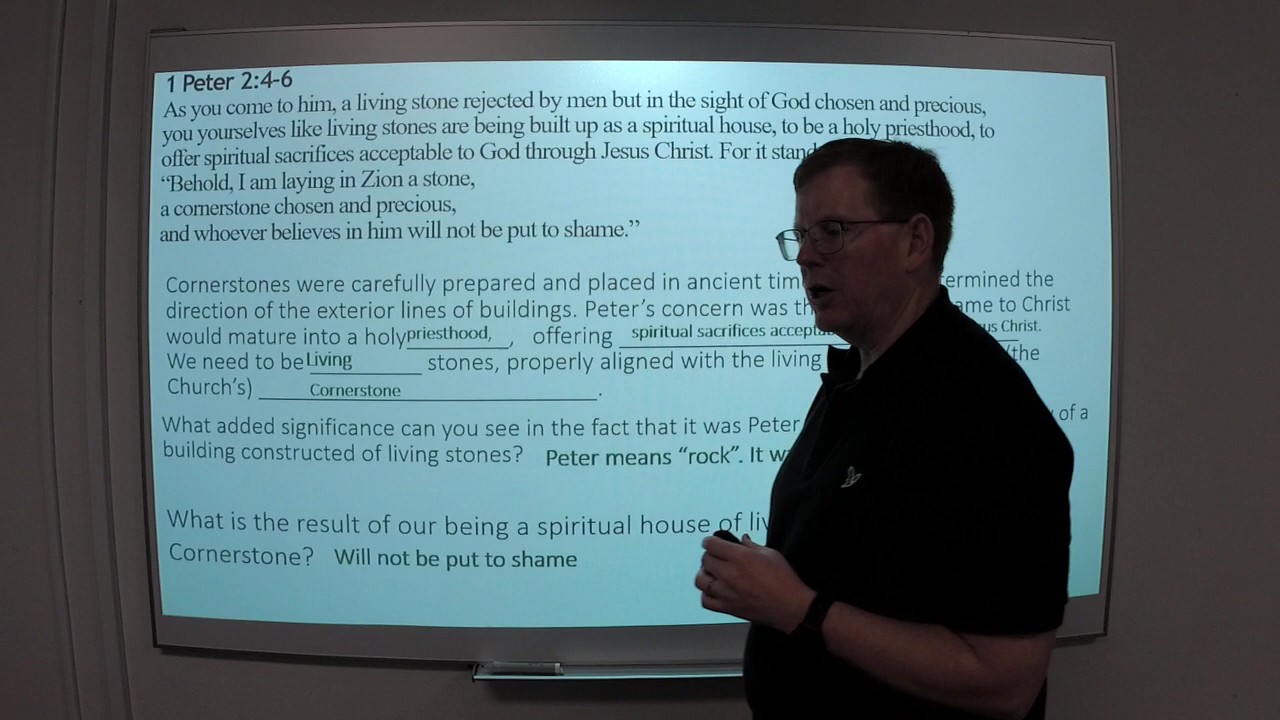 1 Peter 2:4-6
As you come to him, a living stone rejected by men but in the sight of God chosen and precious,
you yourselves like living stones are being built up as a spiritual house, to be a holy priesthood, to
offer spiritual sacrifices acceptable to God through Jesus Christ. For it stand
“Behold, I am laying in Zion a stone,
a cornerstone chosen and precious,
and whoever believes in him will not be put to shame.”
Cornerstones were carefully prepared and placed in ancient tim ermined the
direction of the exterior lines of buildings. Peter’s concern was th ame to Christ
would mature into a holy priesthood, , offering spiritual sacrifices accepta us Christ.
We need to be Living stones, properly aligned with the living (the
Church’s) Cornerstone .
What added significance can you see in the fact that it was Peter of a
building constructed of living stones? Peter means “rock”. It w
What is the result of our being a spiritual house of liv
Cornerstone? Will not be put to shame